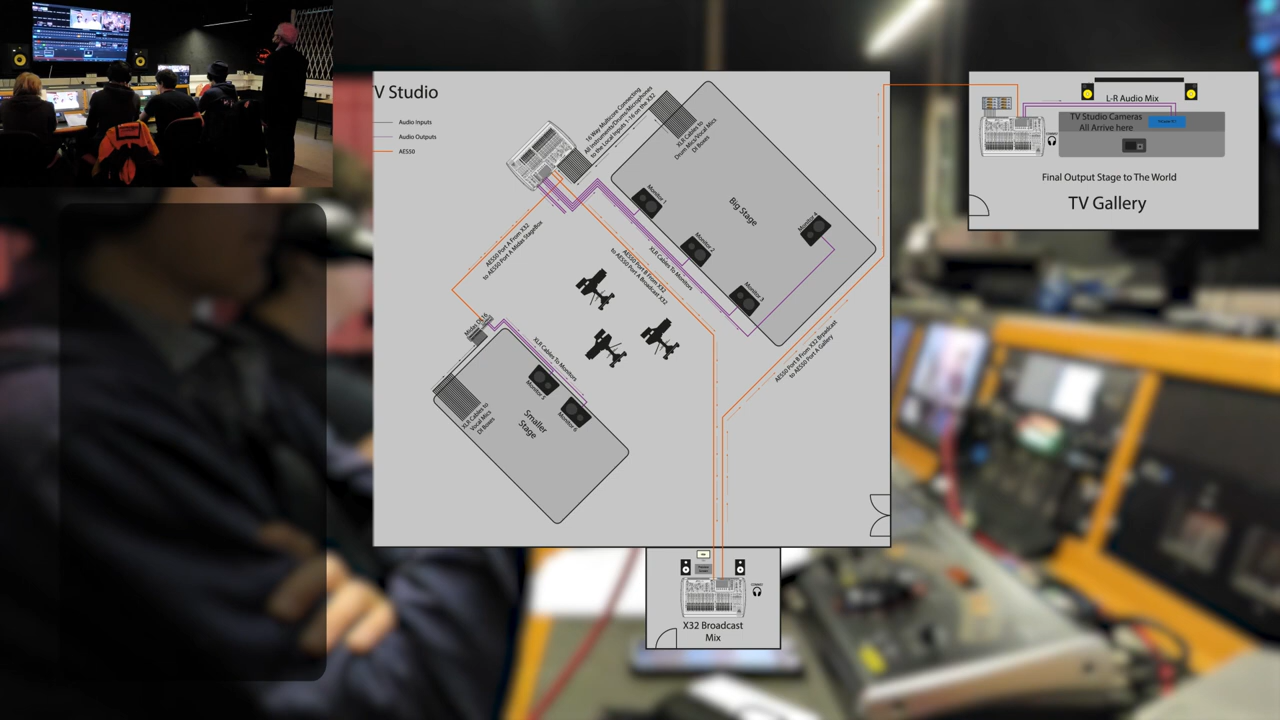 V Studio
Audio Inputs
Audio Outputs
AES50
16 Way Multicore Connecting
All Instruments/Drums/Microphones
to the Local Inputs 1-16 on the X32
XLR Cables to
Drum Mics/Vocal Mics
DI Boxes
Monitor 1
Monitor 2
Monitor 3
Monitor 4
Big Stage
XLR Cables To Monitors
AES50 Port A From X32
to AES50 Port A Midas StageBox
AES50 Port B From X32
to AES50 Port A Broadcast X32
AES50 Port B From X32 Broadcast
to AES50 Port A Gallery
XLR Cables To Monitors
XLR Cables to
Vocal Mics
DI Boxes
Monitor 5
Monitor 6
Smaller
Stage
X32 Broadcast
Mix
L-R Audio Mix
TV Studio Cameras
All Arrive here
Final Output Stage to The World
TV Gallery